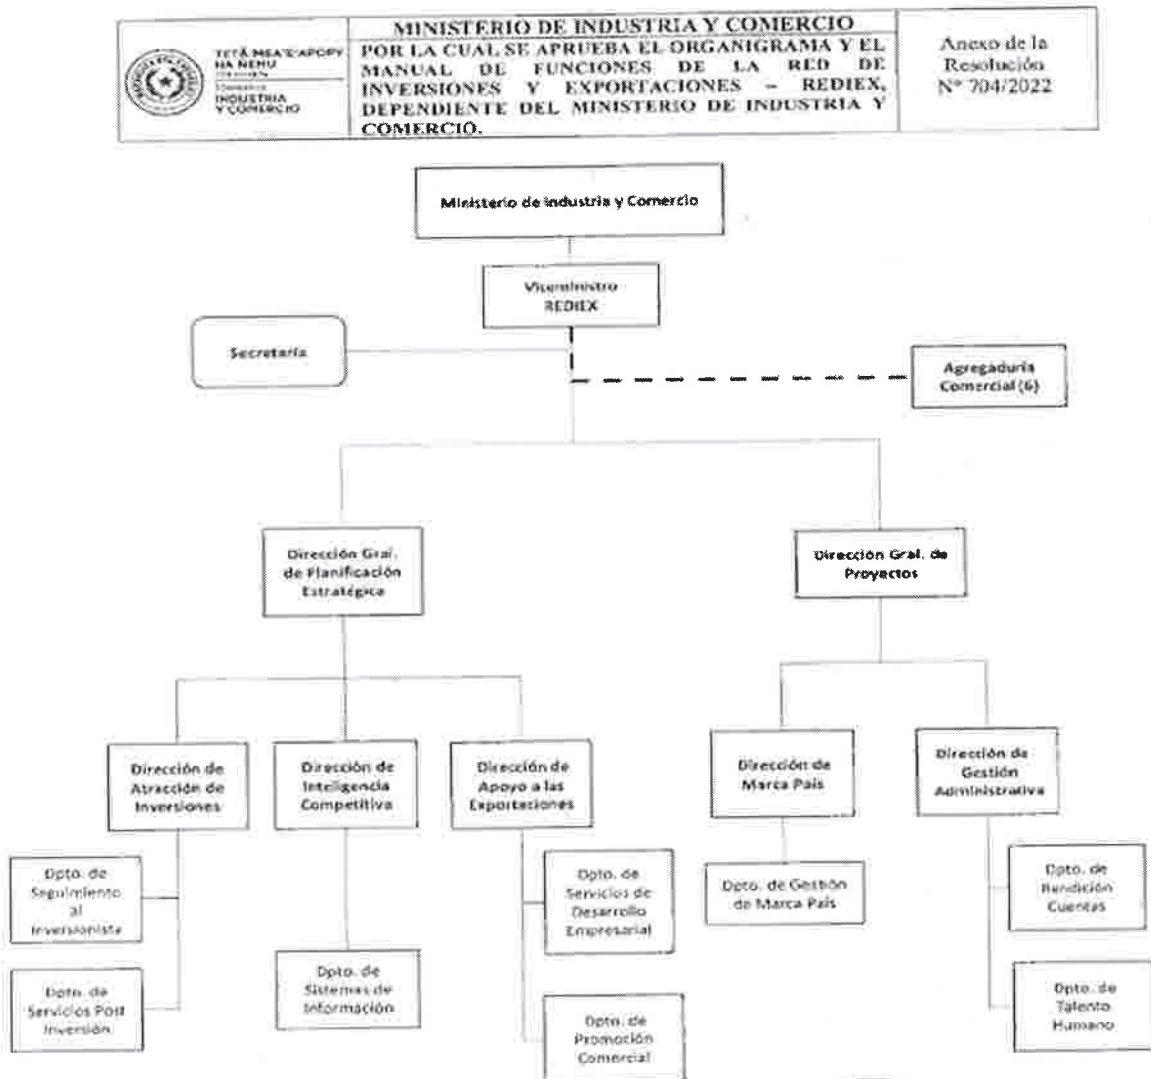 TETÃ MBA'E'APOPY
HA ÑEMU
INDUSTRIA
Y COMERCIO
MINISTERIO DE INDUSTRIA Y COMERCIO
POR LA CUAL SE APRUEBA EL ORGANIGRAMA Y EL
MANUAL DE FUNCIONES DE LA RED DE
INVERSIONES Y EXPORTACIONES – REDIEX,
DEPENDIENTE DEL MINISTERIO DE INDUSTRIA Y
COMERCIO.
Anexo de la
Resolución
N° 704/2022
Ministerio de Industria y Comercio
Viceministro
REDIEX
Secretaría
Agregaduría
Comercial (6)
Dirección Gral.
de Planificación
Estratégica
Dirección Gral. de
Proyectos
Dirección de
Atracción de
Inversiones
Dirección de
Inteligencia
Competitiva
Dirección de
Apoyo a las
Exportaciones
Dirección de
Marca País
Dirección de
Gestión
Administrativa
Dpto. de
Seguimiento
al
Inversionista
Dpto. de
Servicios de
Desarrollo
Empresarial
Dpto. de Gestión
de Marca País
Dpto. de
Rendición
Cuentas
Dpto. de
Servicios Post
Inversión
Dpto. de
Sistemas de
Información
Dpto. de
Promoción
Comercial
Dpto. de
Talento
Humano